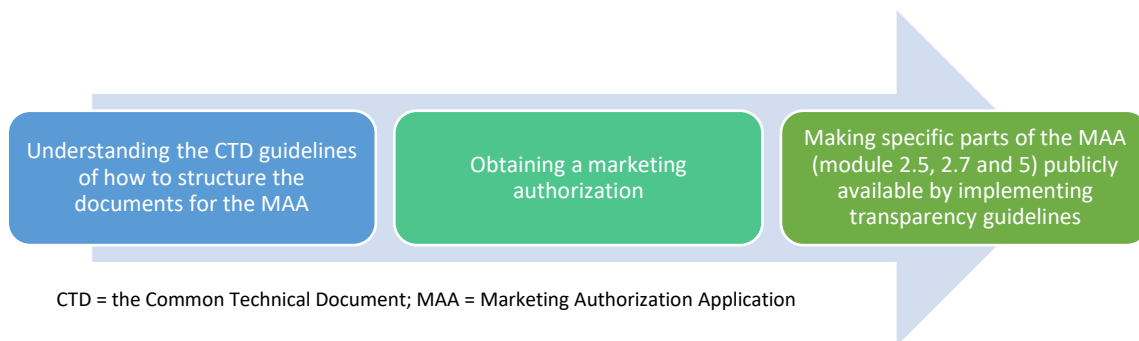 Understanding the CTD guidelines
of how to structure the
documents for the MAA
Obtaining a marketing
authorization
Making specific parts of the MAA
(module 2.5, 2.7 and 5) publicly
available by implementing
transparency guidelines
CTD = the Common Technical Document; MAA = Marketing Authorization Application